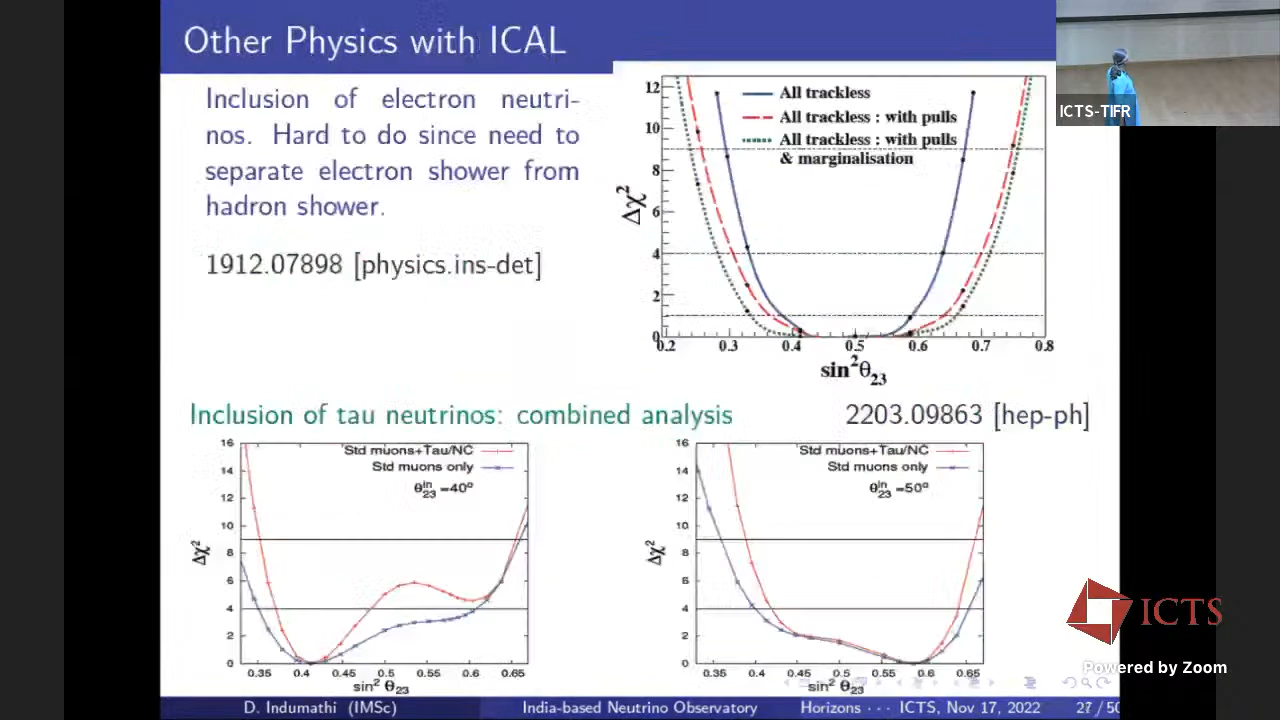 Other Physics with ICAL
Inclusion of electron neutri-
nos. Hard to do since need to
separate electron shower from
hadron shower.
1912.07898 [physics.ins-det]
All trackless
All trackless : with pulls
All trackless : with pulls
& marginalisation
Δχ²
12
10
8
6
4
2
0
0.2 0.3 0.4 0.5 0.6 0.7 0.8
sin²θ₂₃
ICTS-TIFR
Inclusion of tau neutrinos: combined analysis
2203.09863 [hep-ph]
Std muons+Tau/NC
Std muons only
θ₂₃ⁱⁿ =40°
Δχ²
16
14
12
10
8
6
4
2
0
0.35 0.4 0.45 0.5 0.55 0.6 0.65
sin² θ₂₃
Std muons+Tau/NC
Std muons only
θ₂₃ⁱⁿ =50°
Δχ²
16
14
12
10
8
6
4
2
0
0.35 0.4 0.45 0.5 0.55 0.6 0.65
sin² θ₂₃
ICTS
Powered by Zoom
D. Indumathi (IMSc)
India-based Neutrino Observatory
Horizons · · · ICTS, Nov 17, 2022
27 / 50